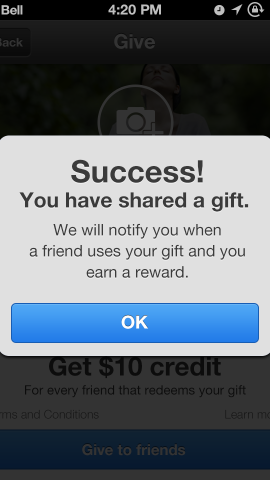 Bell 4:20 PM
Back Give
Success!
You have shared a gift.
We will notify you when
a friend uses your gift and you
earn a reward.
OK
Get $10 credit
For every friend that redeems your gift
rms and Conditions Learn mo
Give to friends